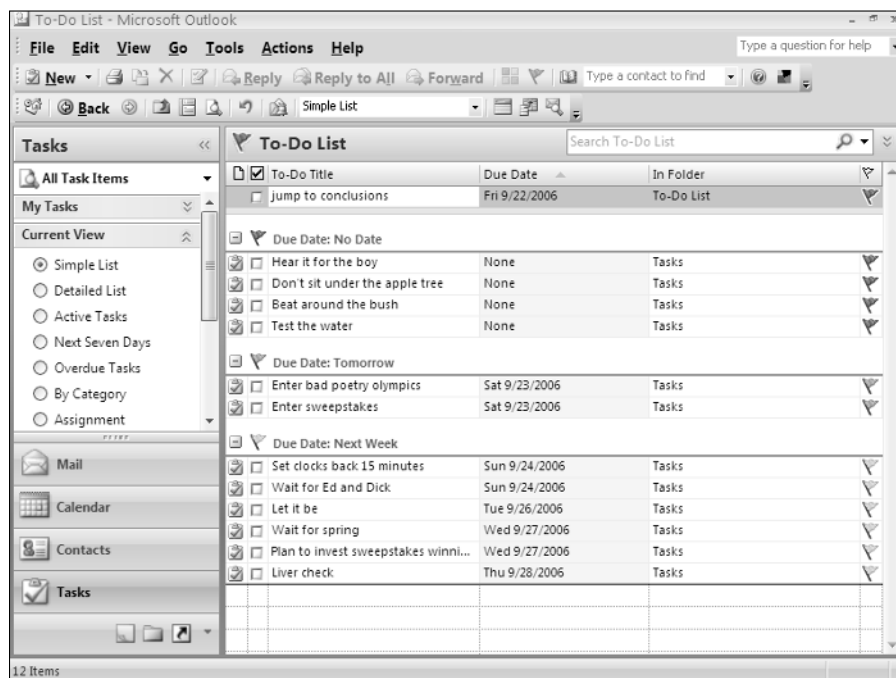 To-Do List - Microsoft Outlook
File Edit View Go Tools Actions Help Type a question for help
New Reply Reply to All Forward Type a contact to find
Back Simple List
Tasks
To-Do List Search To-Do List
All Task Items
To-Do Title Due Date In Folder
jump to conclusions Fri 9/22/2006 To-Do List
My Tasks
Current View
Simple List
Detailed List
Active Tasks
Next Seven Days
Overdue Tasks
By Category
Assignment
Mail
Calendar
Contacts
Tasks
Due Date: No Date
Hear it for the boy None Tasks
Don't sit under the apple tree None Tasks
Beat around the bush None Tasks
Test the water None Tasks
Due Date: Tomorrow
Enter bad poetry olympics Sat 9/23/2006 Tasks
Enter sweepstakes Sat 9/23/2006 Tasks
Due Date: Next Week
Set clocks back 15 minutes Sun 9/24/2006 Tasks
Wait for Ed and Dick Sun 9/24/2006 Tasks
Let it be Tue 9/26/2006 Tasks
Wait for spring Wed 9/27/2006 Tasks
Plan to invest sweepstakes winni... Wed 9/27/2006 Tasks
Liver check Thu 9/28/2006 Tasks
12 Items